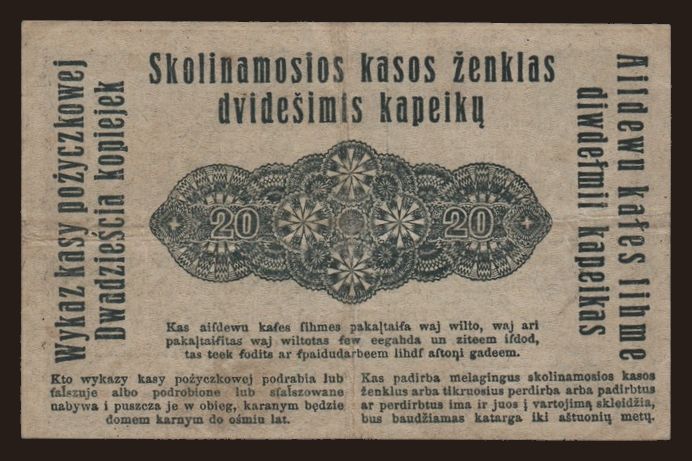 Skolinamosios kasos ženklas
dvidešimts kapeikų
Wykaz kasy pożyczkowej
Dwadzieścia kopiejek
Aiſdewu kaſes ſihme
diwdeſmit kapeikas
20 20
Kas aiſdewu kaſes ſihmes pakaļtaiſa waj wilto, waj ari
pakaļtaiſitas waj wiltotas ſew eegahda un ziteem iſdod,
tas teek ſodits ar ſpaidudarbeem lihdſ aſtoņi gadeem.
Kto wykazy kasy pożyczkowej podrabia lub
fałszuje albo podrobione lub sfałszowane
nabywa i puszcza je w obieg, karanym będzie
domem karnym do ośmiu lat.
Kas padirba melagingus skolinamosios kasos
ženklus arba tikruosius perdirba arba padirbtus
ar perdirbtus ima ir juos į vartojimą skleidžia,
bus baudžiamas katarga iki aštuonių metų.